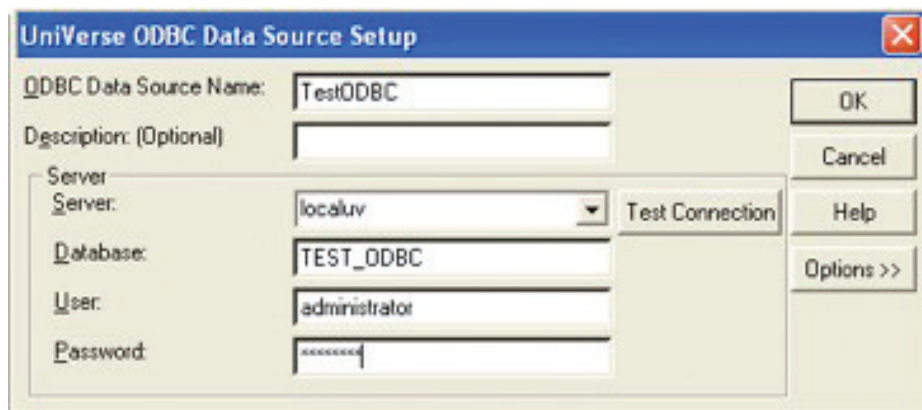 UniVerse ODBC Data Source Setup
ODBC Data Source Name: TestODBC
OK
Description: (Optional)
Cancel
Server
Server: localuv Test Connection Help
Database: TEST_ODBC
Options >>
User: administrator
Password: ********